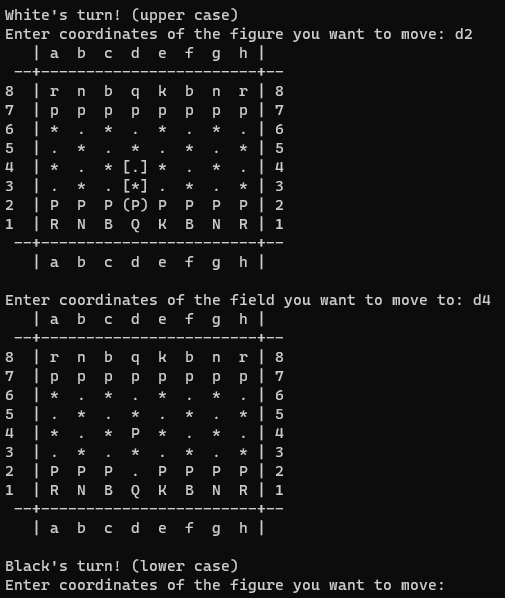 White's turn! (upper case)
Enter coordinates of the figure you want to move: d2
   | a  b  c  d  e  f  g  h |
 --+------------------------+--
8  | r  n  b  q  k  b  n  r | 8
7  | p  p  p  p  p  p  p  p | 7
6  | *  .  *  .  *  .  *  . | 6
5  | .  *  .  *  .  *  .  * | 5
4  | *  .  * [.] *  .  *  . | 4
3  | .  *  . [*] .  *  .  * | 3
2  | P  P  P (P) P  P  P  P | 2
1  | R  N  B  Q  K  B  N  R | 1
 --+------------------------+--
   | a  b  c  d  e  f  g  h |

Enter coordinates of the field you want to move to: d4
   | a  b  c  d  e  f  g  h |
 --+------------------------+--
8  | r  n  b  q  k  b  n  r | 8
7  | p  p  p  p  p  p  p  p | 7
6  | *  .  *  .  *  .  *  . | 6
5  | .  *  .  *  .  *  .  * | 5
4  | *  .  *  P  *  .  *  . | 4
3  | .  *  .  *  .  *  .  * | 3
2  | P  P  P  .  P  P  P  P | 2
1  | R  N  B  Q  K  B  N  R | 1
 --+------------------------+--
   | a  b  c  d  e  f  g  h |

Black's turn! (lower case)
Enter coordinates of the figure you want to move: